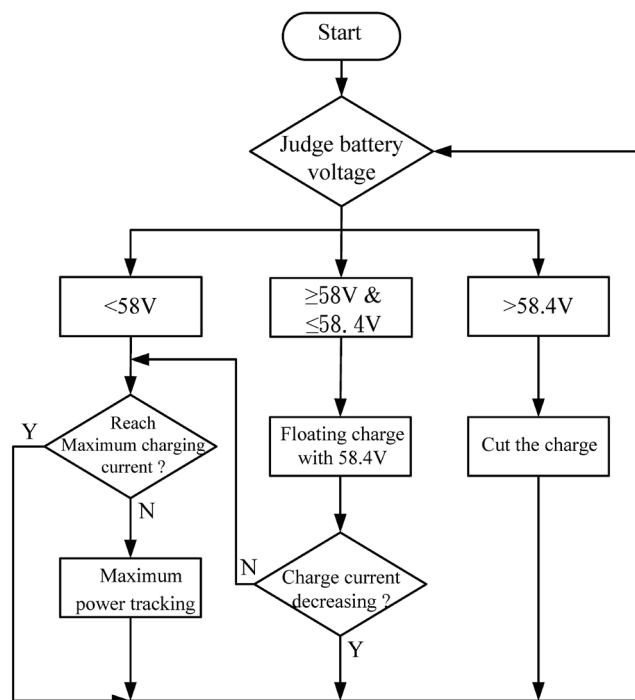 Start
Judge battery
voltage
<58V
≥58V &
≤58. 4V
>58.4V
Reach
Maximum charging
current ?
Y
N
Floating charge
with 58.4V
Cut the charge
Maximum
power tracking
N
Charge current
decreasing ?
Y